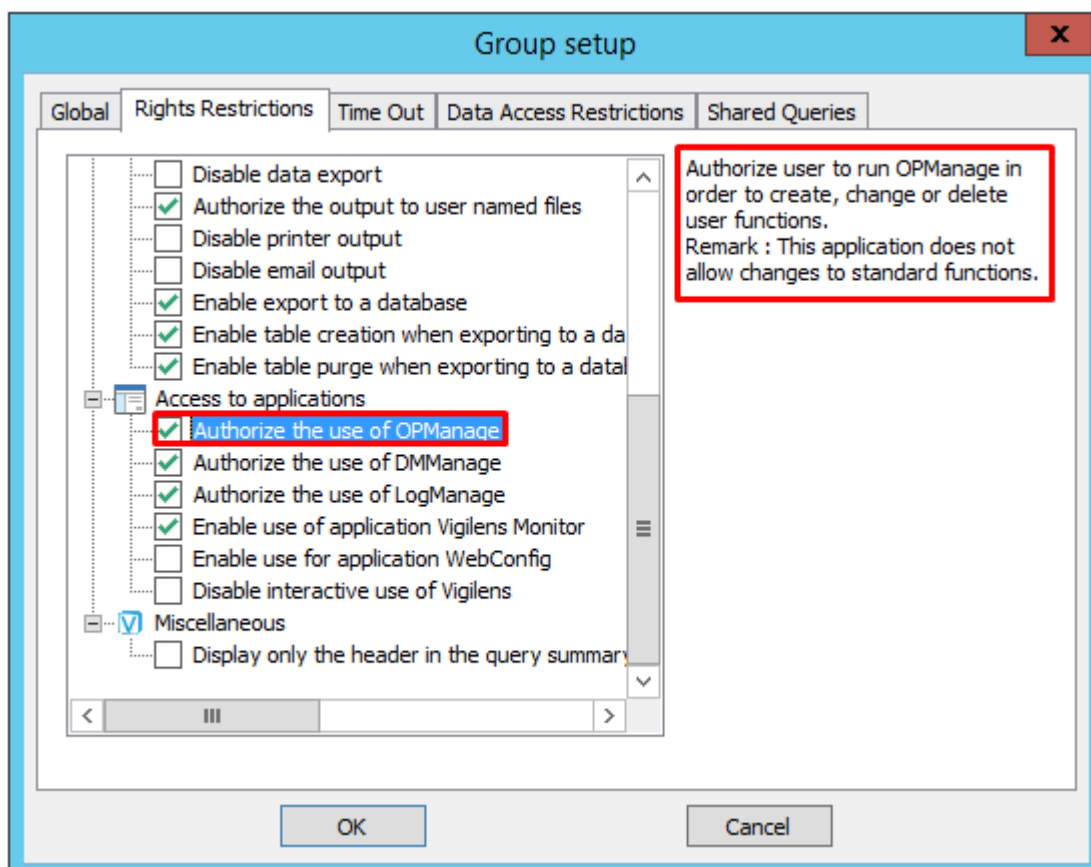 Group setup
x
Global
Rights Restrictions
Time Out
Data Access Restrictions
Shared Queries
Disable data export
Authorize the output to user named files
Disable printer output
Disable email output
Enable export to a database
Enable table creation when exporting to a da
Enable table purge when exporting to a datal
Access to applications
Authorize the use of OPManage
Authorize the use of DMManage
Authorize the use of LogManage
Enable use of application Vigilens Monitor
Enable use for application WebConfig
Disable interactive use of Vigilens
Miscellaneous
Display only the header in the query summary
Authorize user to run OPManage in
order to create, change or delete
user functions.
Remark : This application does not
allow changes to standard functions.
OK
Cancel